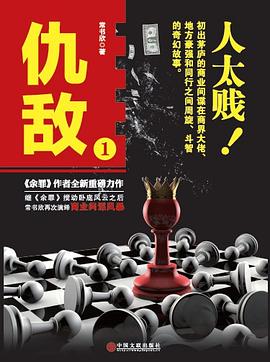 仇敌
1
常书欣
著
人太贱！
初出茅庐的商业间谍在商界大佬、
地方豪强和同行之间周旋、斗智
的奇幻故事。
《余罪》作者全新重磅力作
继《余罪》搅动卧底风云之后
常书欣再次演绎商业间谍风暴
中国文联出版社